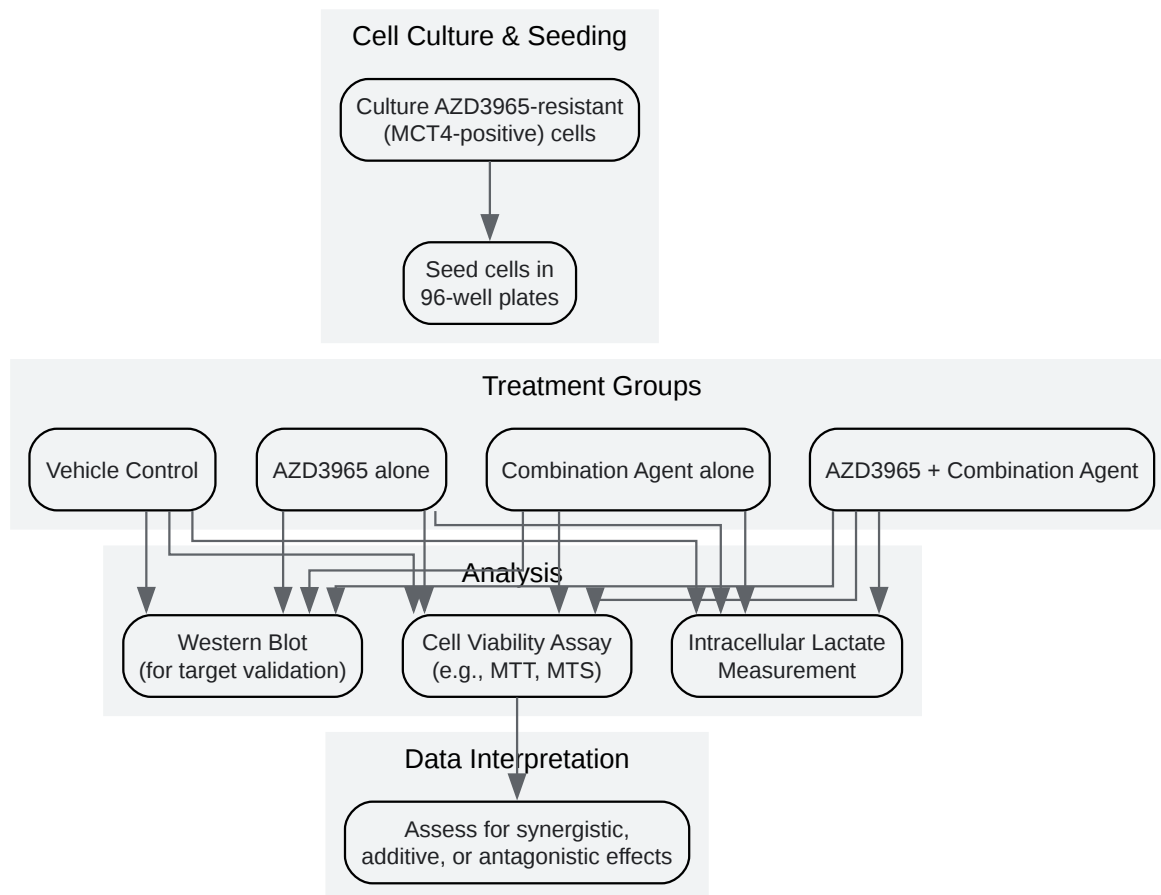 Cell Culture & Seeding
Culture AZD3965-resistant
(MCT4-positive) cells
Seed cells in
96-well plates
Treatment Groups
Vehicle Control
AZD3965 alone
Combination Agent alone
AZD3965 + Combination Agent
Analysis
Western Blot
(for target validation)
Cell Viability Assay
(e.g., MTT, MTS)
Intracellular Lactate
Measurement
Data Interpretation
Assess for synergistic,
additive, or antagonistic effects